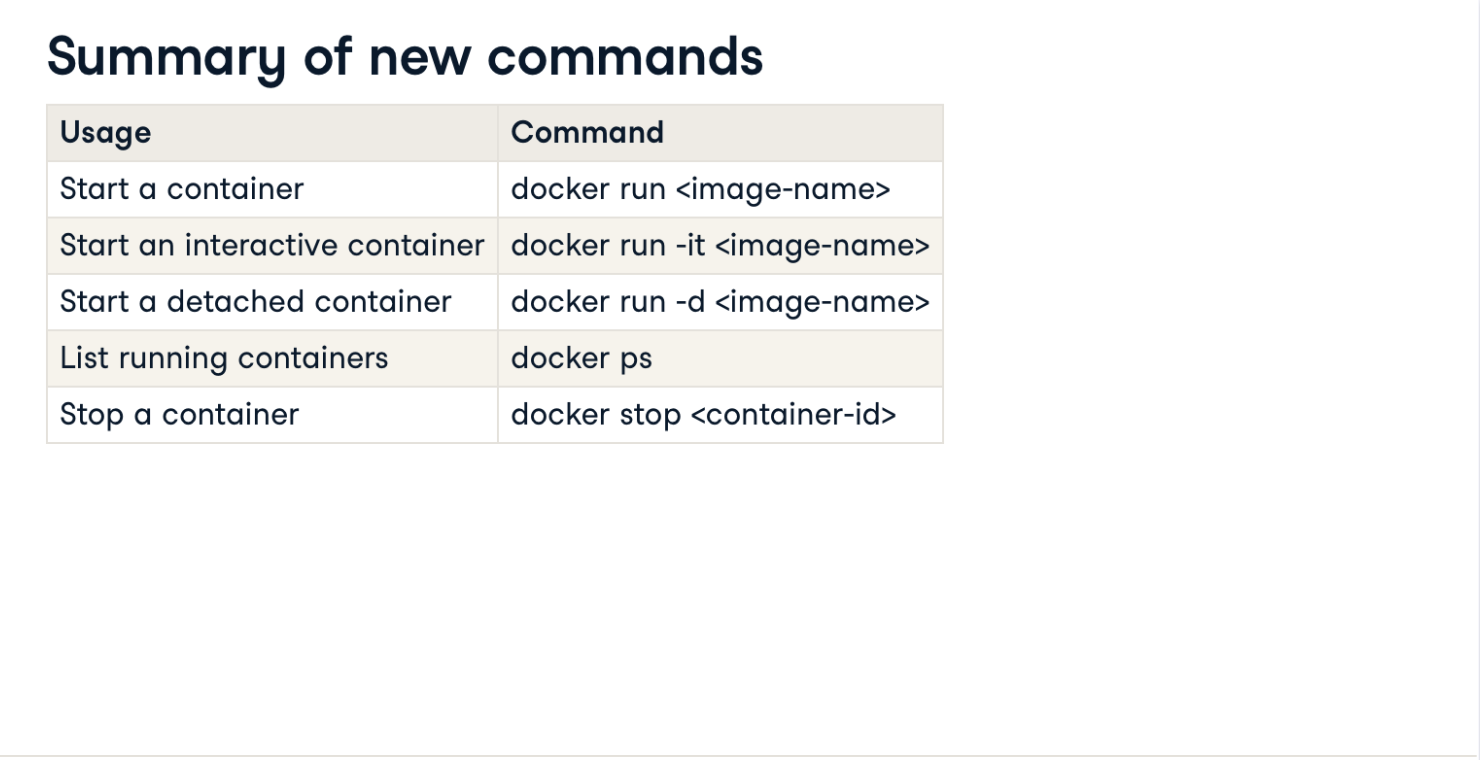 Summary of new commands
Usage Command
Start a container docker run <image-name>
Start an interactive container docker run -it <image-name>
Start a detached container docker run -d <image-name>
List running containers docker ps
Stop a container docker stop <container-id>